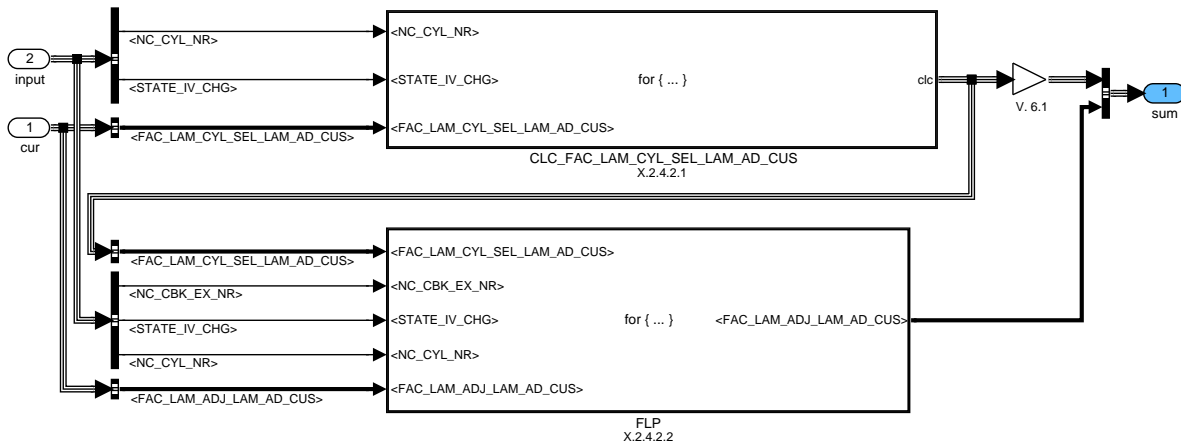 2
input
1
cur
<NC_CYL_NR>
<STATE_IV_CHG>
<FAC_LAM_CYL_SEL_LAM_AD_CUS>
<NC_CYL_NR>
<STATE_IV_CHG>
<FAC_LAM_CYL_SEL_LAM_AD_CUS>
for { ... }
clc
CLC_FAC_LAM_CYL_SEL_LAM_AD_CUS
X.2.4.2.1
V. 6.1
1
sum
<FAC_LAM_CYL_SEL_LAM_AD_CUS>
<NC_CBK_EX_NR>
<STATE_IV_CHG>
<NC_CYL_NR>
<FAC_LAM_ADJ_LAM_AD_CUS>
<FAC_LAM_CYL_SEL_LAM_AD_CUS>
<NC_CBK_EX_NR>
<STATE_IV_CHG>
<NC_CYL_NR>
<FAC_LAM_ADJ_LAM_AD_CUS>
for { ... }
<FAC_LAM_ADJ_LAM_AD_CUS>
FLP
X.2.4.2.2